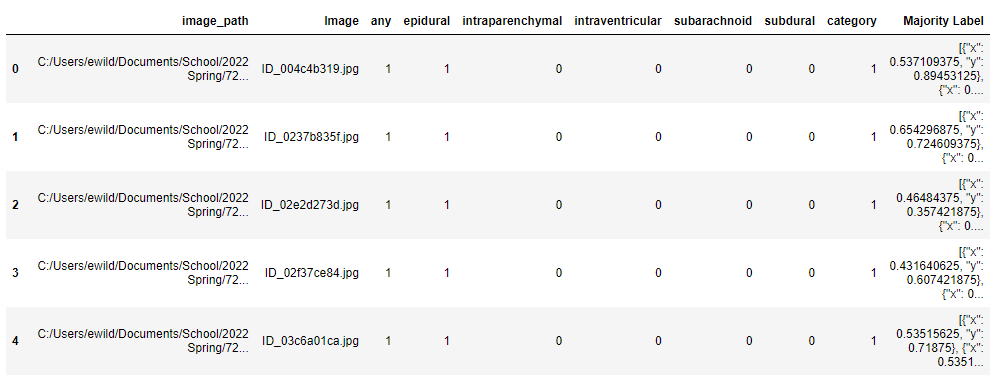 image_path Image any epidural intraparenchymal intraventricular subarachnoid subdural category Majority Label
0 C:/Users/ewild/Documents/School/2022 Spring/72... ID_004c4b319.jpg 1 1 0 0 0 0 1 [{"x": 0.537109375, "y": 0.89453125}, {"x": 0....
1 C:/Users/ewild/Documents/School/2022 Spring/72... ID_0237b835f.jpg 1 1 0 0 0 0 1 [{"x": 0.654296875, "y": 0.724609375}, {"x": 0...
2 C:/Users/ewild/Documents/School/2022 Spring/72... ID_02e2d273d.jpg 1 1 0 0 0 0 1 [{"x": 0.46484375, "y": 0.357421875}, {"x": 0....
3 C:/Users/ewild/Documents/School/2022 Spring/72... ID_02f37ce84.jpg 1 1 0 0 0 0 1 [{"x": 0.431640625, "y": 0.607421875}, {"x": 0...
4 C:/Users/ewild/Documents/School/2022 Spring/72... ID_03c6a01ca.jpg 1 1 0 0 0 0 1 [{"x": 0.53515625, "y": 0.71875}, {"x": 0.5351...